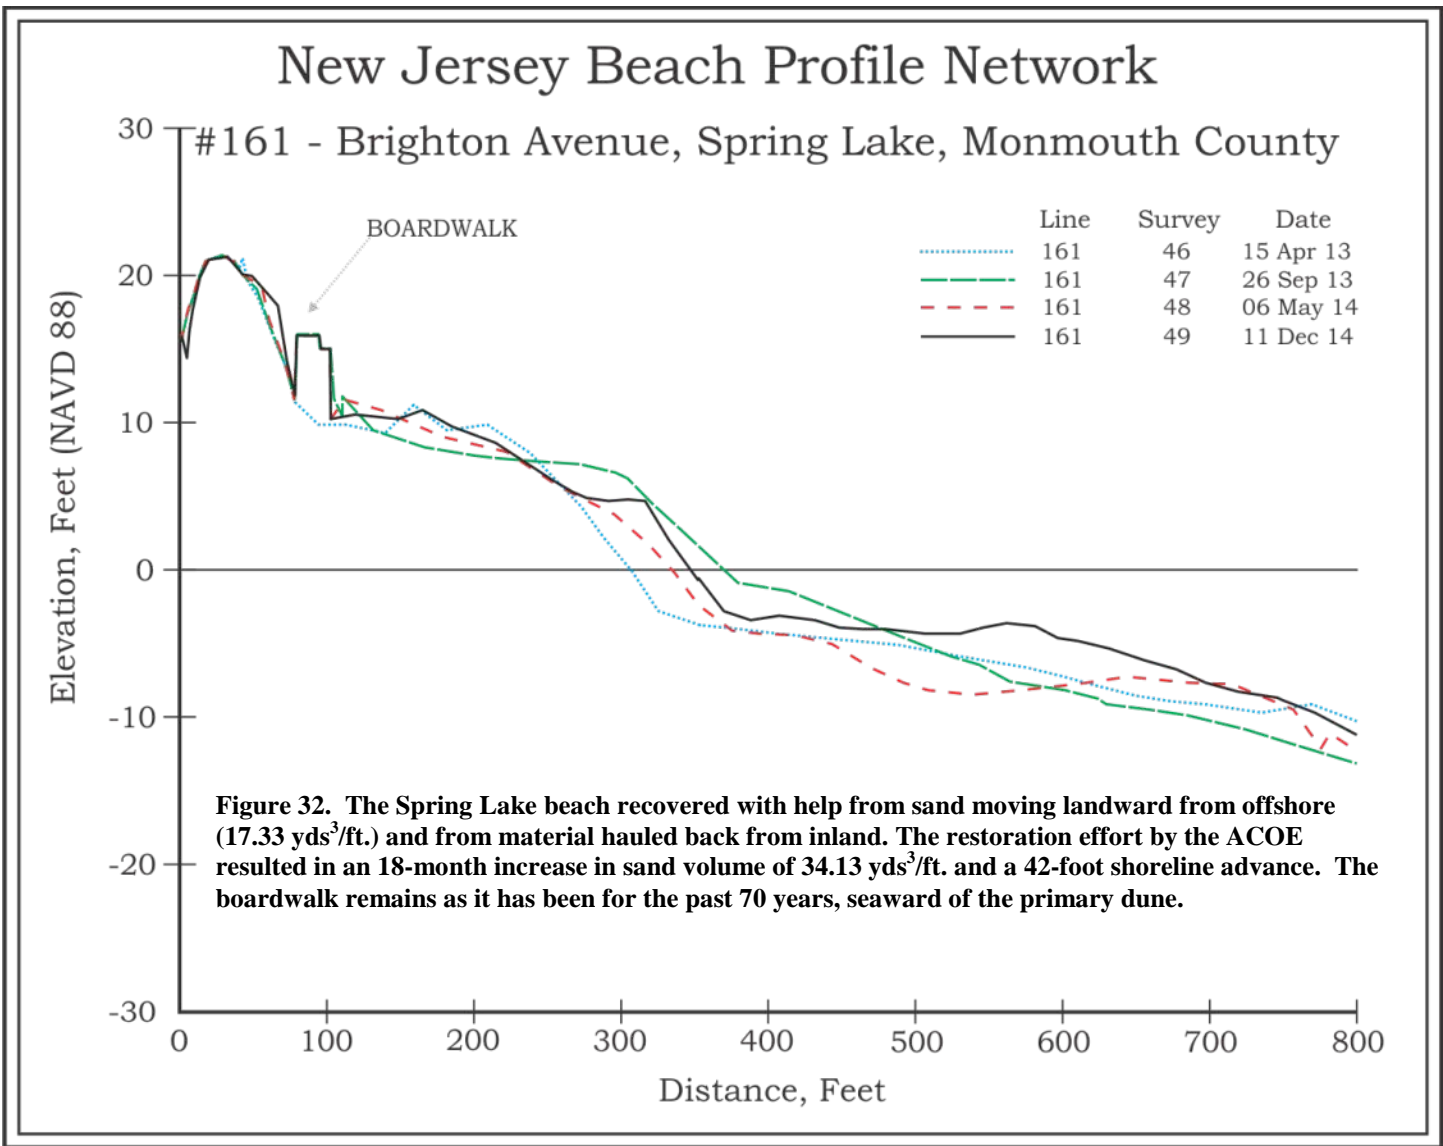 New Jersey Beach Profile Network
#161 - Brighton Avenue, Spring Lake, Monmouth County
BOARDWALK
Line Survey Date
161 46 15 Apr 13
161 47 26 Sep 13
161 48 06 May 14
161 49 11 Dec 14
Elevation, Feet (NAVD 88)
30
20
10
0
-10
-20
-30
Figure 32. The Spring Lake beach recovered with help from sand moving landward from offshore
(17.33 yds³/ft.) and from material hauled back from inland. The restoration effort by the ACOE
resulted in an 18-month increase in sand volume of 34.13 yds³/ft. and a 42-foot shoreline advance. The
boardwalk remains as it has been for the past 70 years, seaward of the primary dune.
0 100 200 300 400 500 600 700 800
Distance, Feet